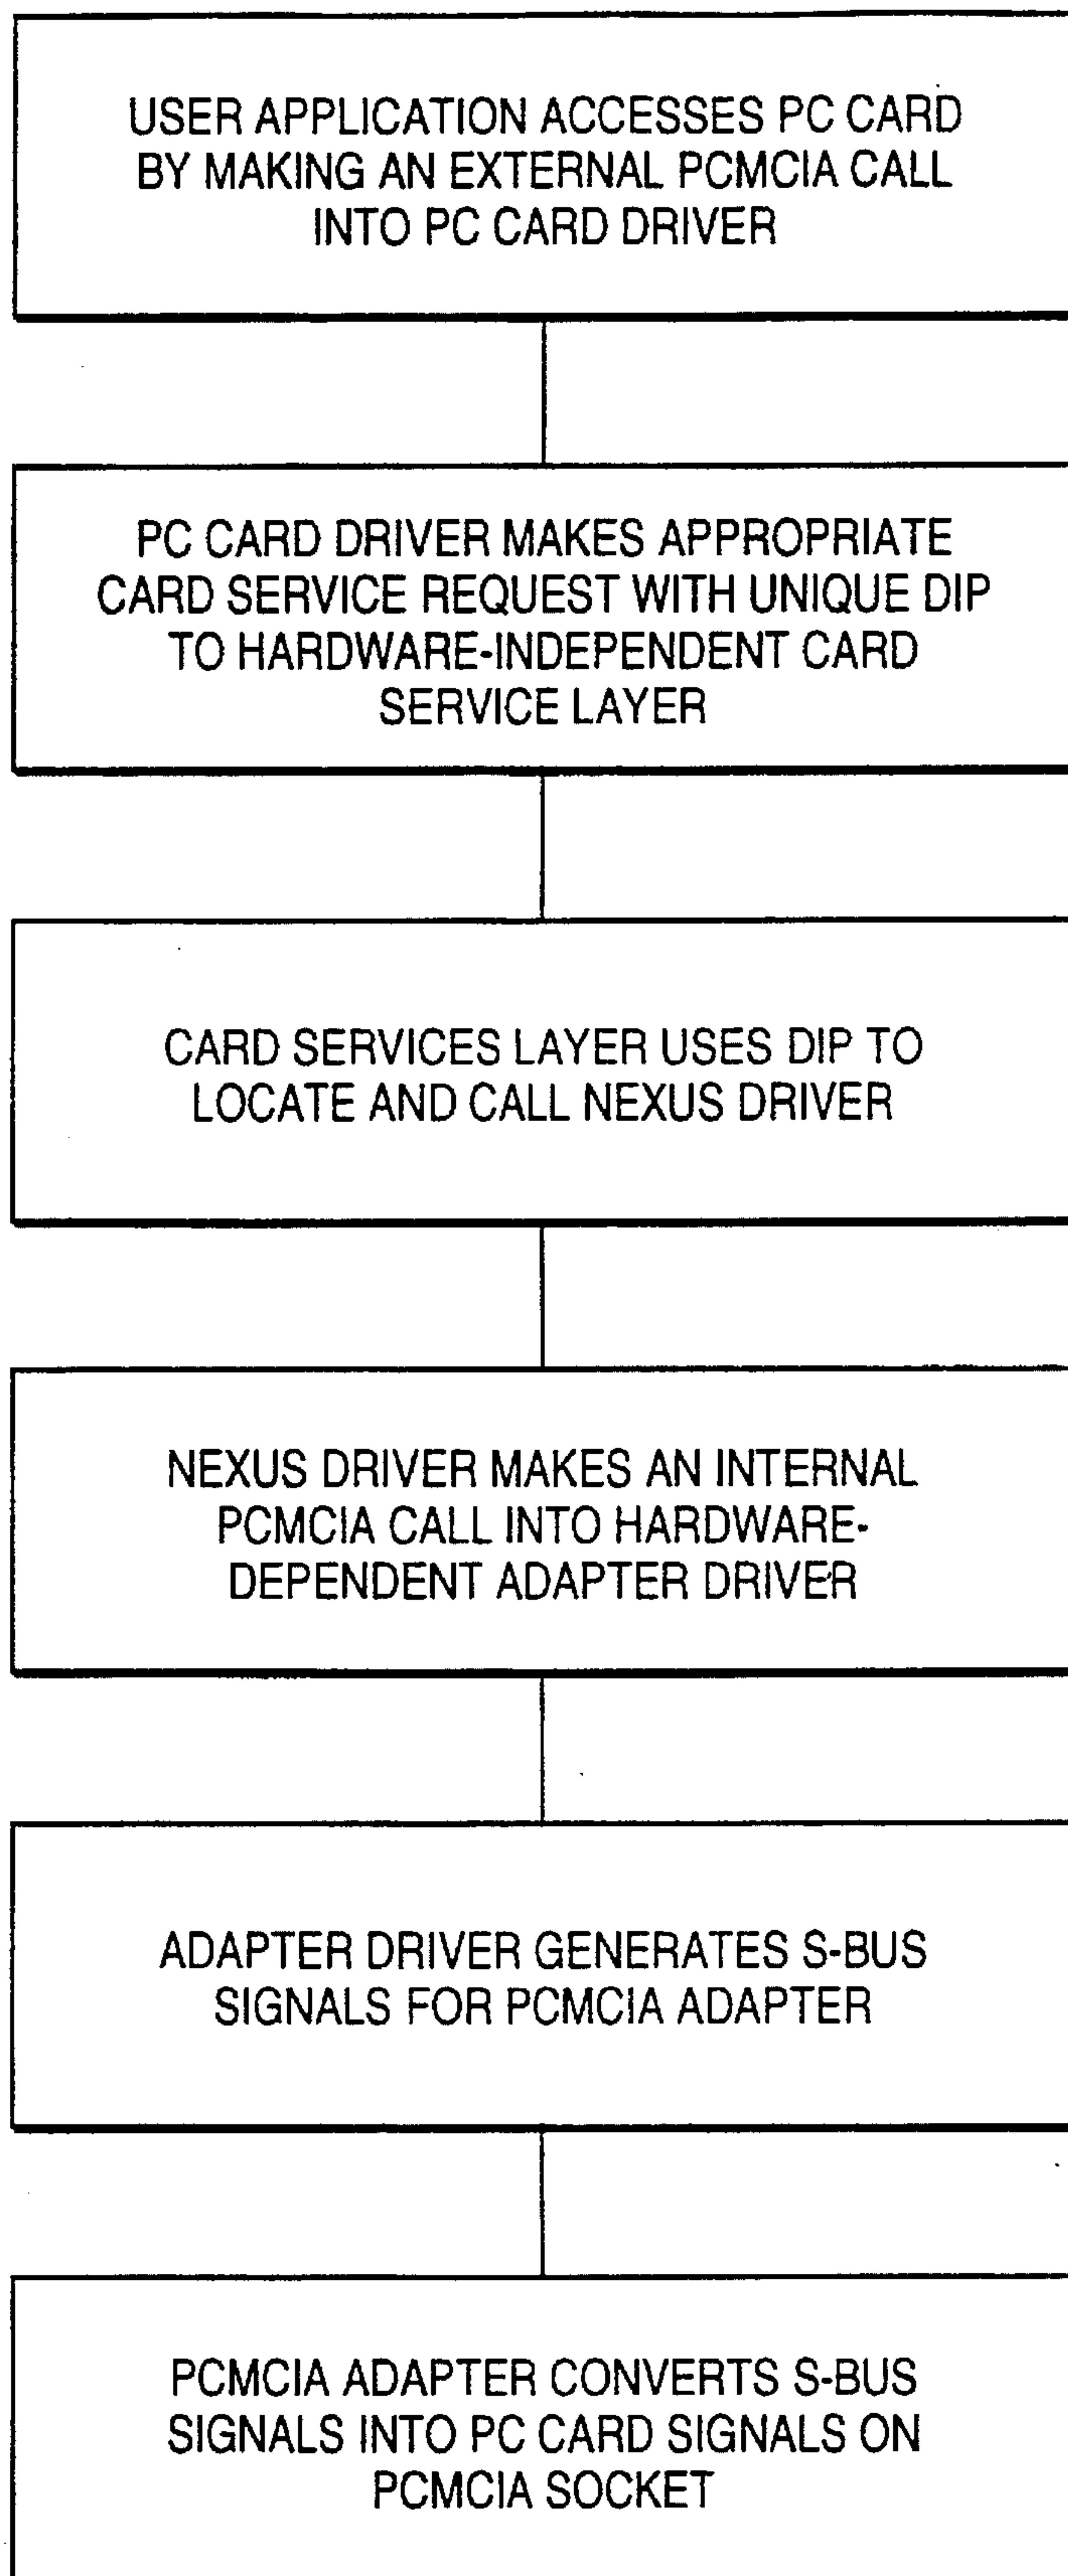 USER APPLICATION ACCESSES PC CARD
BY MAKING AN EXTERNAL PCMCIA CALL
INTO PC CARD DRIVER
PC CARD DRIVER MAKES APPROPRIATE
CARD SERVICE REQUEST WITH UNIQUE DIP
TO HARDWARE-INDEPENDENT CARD
SERVICE LAYER
CARD SERVICES LAYER USES DIP TO
LOCATE AND CALL NEXUS DRIVER
NEXUS DRIVER MAKES AN INTERNAL
PCMCIA CALL INTO HARDWARE-
DEPENDENT ADAPTER DRIVER
ADAPTER DRIVER GENERATES S-BUS
SIGNALS FOR PCMCIA ADAPTER
PCMCIA ADAPTER CONVERTS S-BUS
SIGNALS INTO PC CARD SIGNALS ON
PCMCIA SOCKET